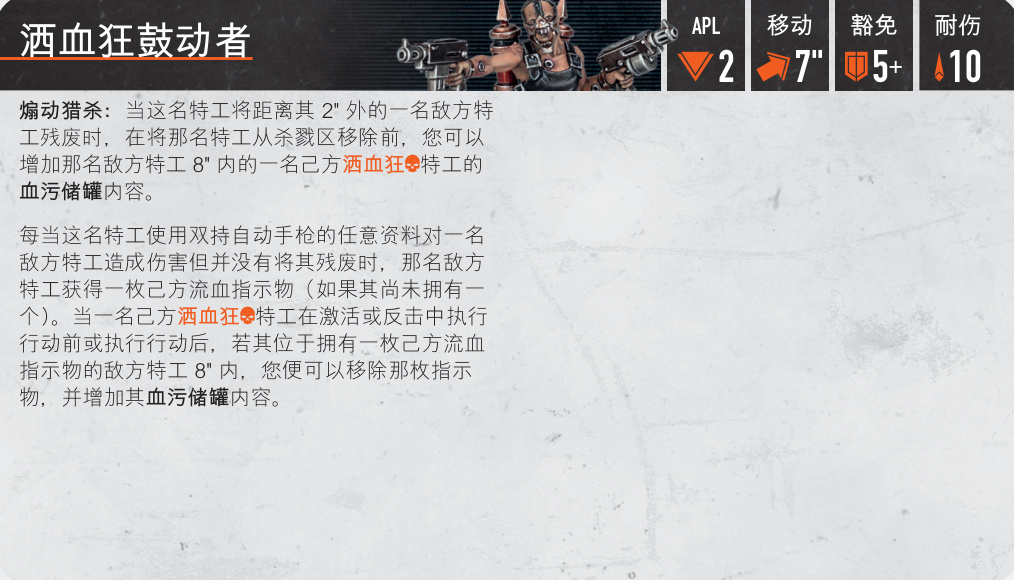 洒血狂鼓动者
APL
2
移动
7"
豁免
5+
耐伤
10
煽动猎杀：当这名特工将距离其 2" 外的一名敌方特
工残废时，在将那名特工从杀戮区移除前，您可以
增加那名敌方特工 8" 内的一名己方洒血狂特工的
血污储罐内容。
每当这名特工使用双持自动手枪的任意资料对一名
敌方特工造成伤害但并没有将其残废时，那名敌方
特工获得一枚己方流血指示物（如果其尚未拥有一
个）。当一名己方洒血狂特工在激活或反击中执行
行动前或执行行动后，若其位于拥有一枚己方流血
指示物的敌方特工 8" 内，您便可以移除那枚指示
物，并增加其血污储罐内容。